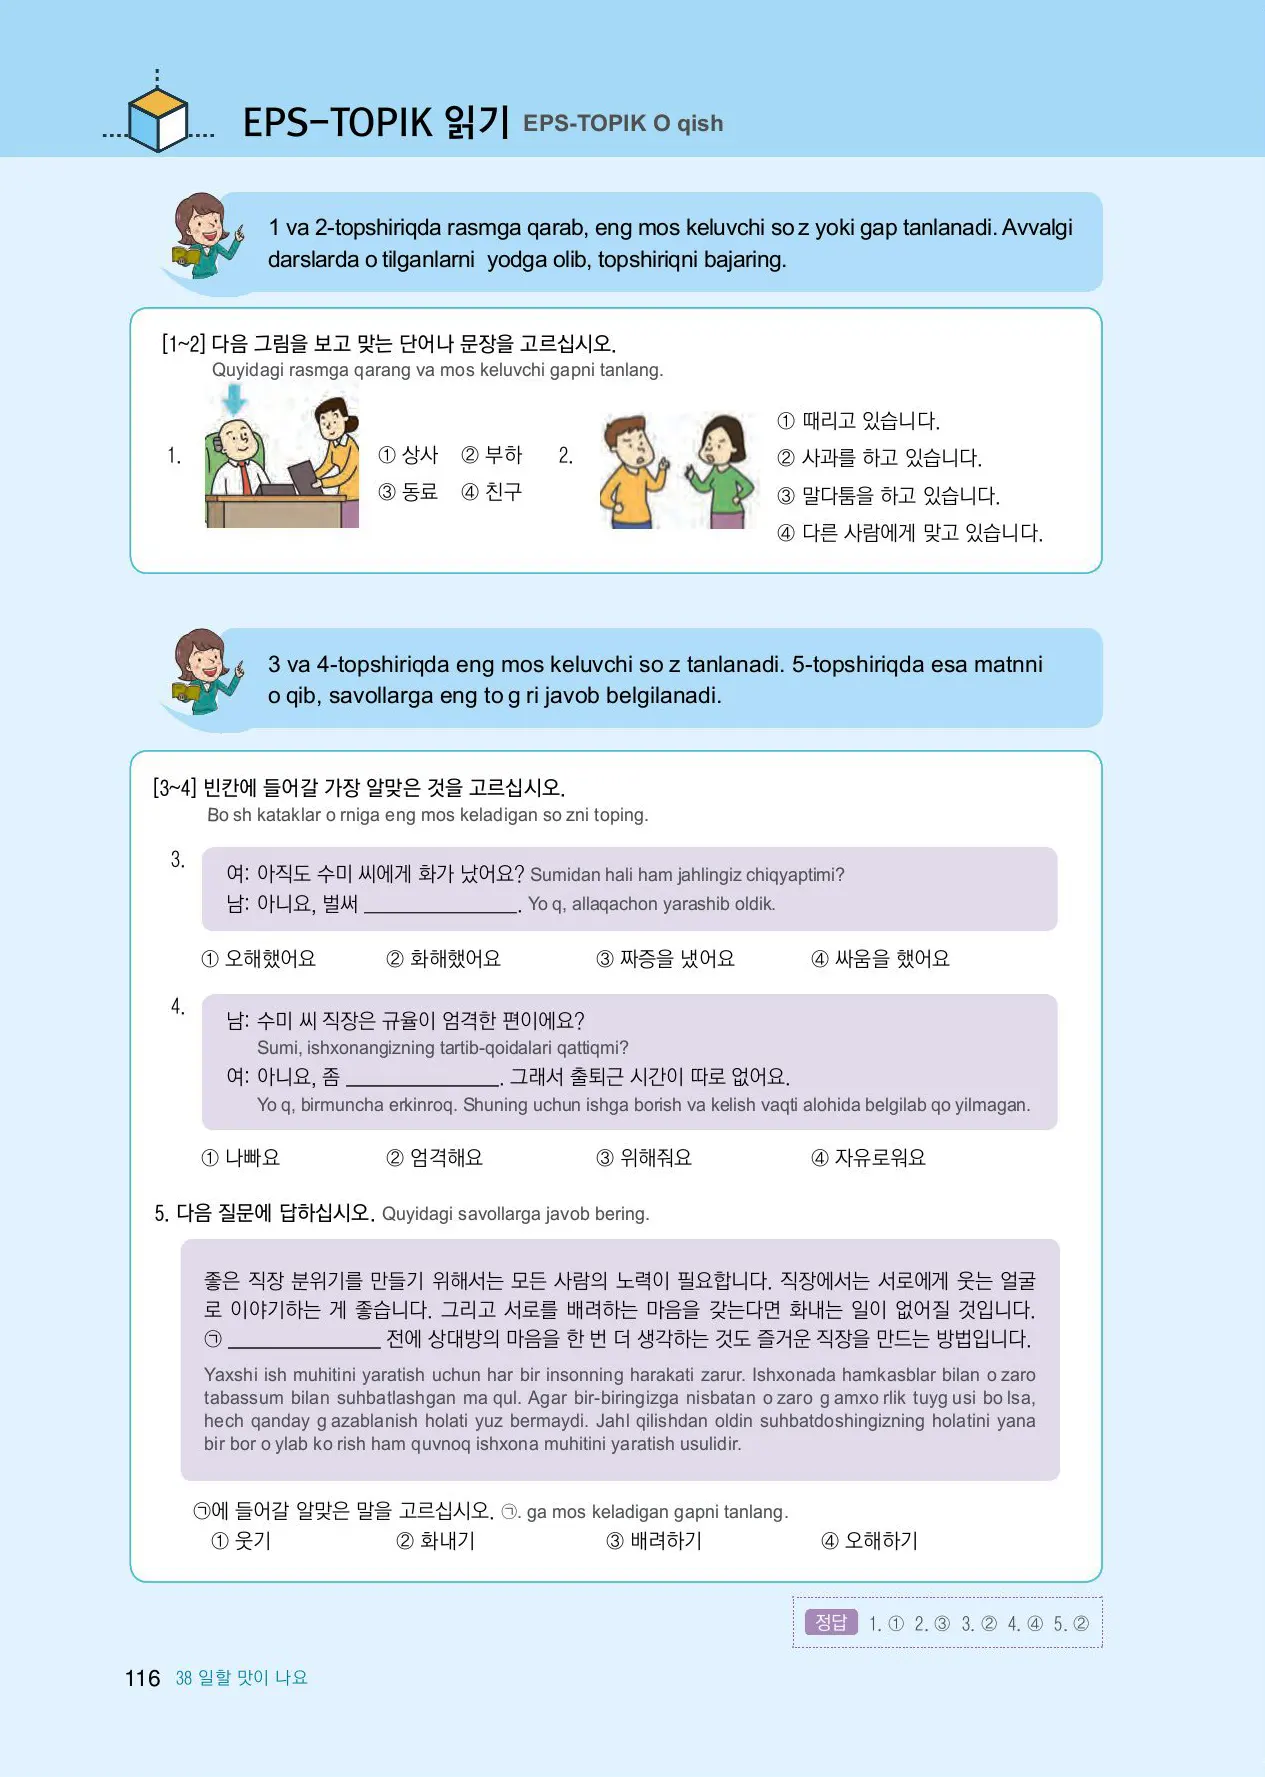 EPS-TOPIK 읽기 EPS-TOPIK O qish
1 va 2-topshiriqda rasmga qarab, eng mos keluvchi so z yoki gap tanlanadi. Avvalgi
darslarda o tilganlarni yodga olib, topshiriqni bajaring.
[1~2] 다음 그림을 보고 맞는 단어나 문장을 고르십시오.
Quyidagi rasmga qarang va mos keluvchi gapni tanlang.
1.
① 상사 ② 부하
③ 동료 ④ 친구
2.
① 때리고 있습니다.
② 사과를 하고 있습니다.
③ 말다툼을 하고 있습니다.
④ 다른 사람에게 맞고 있습니다.
3 va 4-topshiriqda eng mos keluvchi so z tanlanadi. 5-topshiriqda esa matnni
o qib, savollarga eng to g ri javob belgilanadi.
[3~4] 빈칸에 들어갈 가장 알맞은 것을 고르십시오.
Bo sh kataklar o rniga eng mos keladigan so zni toping.
3.
여: 아직도 수미 씨에게 화가 났어요? Sumidan hali ham jahlingiz chiqyaptimi?
남: 아니요, 벌써 _______________. Yo q, allaqachon yarashib oldik.
① 오해했어요 ② 화해했어요 ③ 짜증을 냈어요 ④ 싸움을 했어요
4.
남: 수미 씨 직장은 규율이 엄격한 편이에요?
Sumi, ishxonangizning tartib-qoidalari qattiqmi?
여: 아니요, 좀 _______________. 그래서 출퇴근 시간이 따로 없어요.
Yo q, birmuncha erkinroq. Shuning uchun ishga borish va kelish vaqti alohida belgilab qo yilmagan.
① 나빠요 ② 엄격해요 ③ 위해줘요 ④ 자유로워요
5. 다음 질문에 답하십시오. Quyidagi savollarga javob bering.
좋은 직장 분위기를 만들기 위해서는 모든 사람의 노력이 필요합니다. 직장에서는 서로에게 웃는 얼굴
로 이야기하는 게 좋습니다. 그리고 서로를 배려하는 마음을 갖는다면 화내는 일이 없어질 것입니다.
㉠ _______________ 전에 상대방의 마음을 한 번 더 생각하는 것도 즐거운 직장을 만드는 방법입니다.
Yaxshi ish muhitini yaratish uchun har bir insonning harakati zarur. Ishxonada hamkasblar bilan o zaro
tabassum bilan suhbatlashgan ma qul. Agar bir-biringizga nisbatan o zaro g amxo rlik tuyg usi bo lsa,
hech qanday g azablanish holati yuz bermaydi. Jahl qilishdan oldin suhbatdoshingizning holatini yana
bir bor o ylab ko rish ham quvnoq ishxona muhitini yaratish usulidir.
㉠에 들어갈 알맞은 말을 고르십시오. ㉠. ga mos keladigan gapni tanlang.
① 웃기 ② 화내기 ③ 배려하기 ④ 오해하기
정답 1. ① 2. ③ 3. ② 4. ④ 5. ②
116 38 일할 맛이 나요